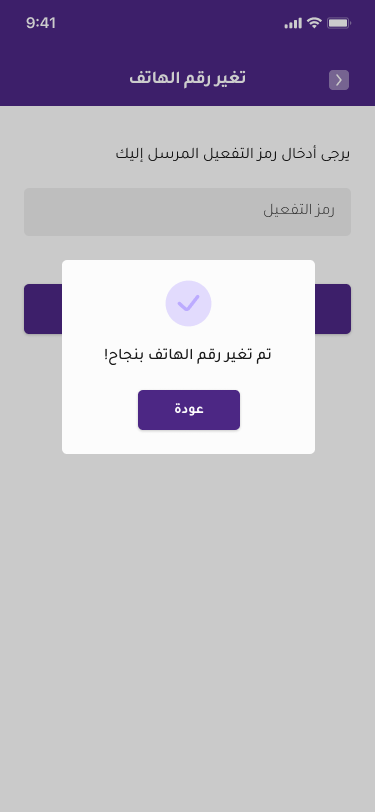 9:41
تغير رقم الهاتف
يرجى أدخال رمز التفعيل المرسل إليك
رمز التفعيل
تم تغير رقم الهاتف بنجاح!
عودة